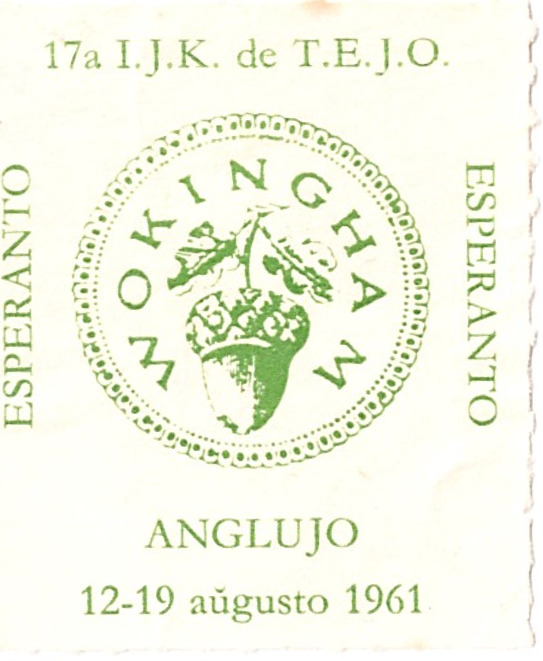 17a I.J.K. de T.E.J.O.
ESPERANTO
WOKINGHAM
ESPERANTO
ANGLUJO
12-19 aŭgusto 1961